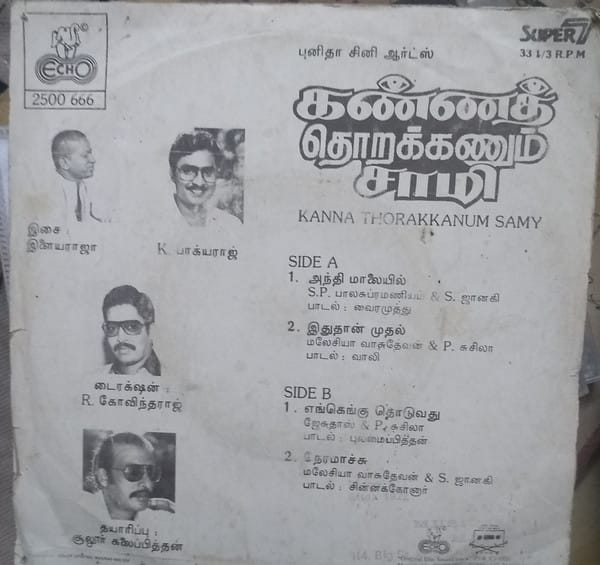 ECHO
2500 666
SUPER 7
33 1/3 R.P.M
புனிதா சினி ஆர்ட்ஸ்
கண்ணத்
தொறக்கணும்
சாமி
KANNA THORAKKANUM SAMY
இசை :
இளையராஜா
K. பாக்யராஜ்
டைரக்ஷன் :
R. கோவிந்தராஜ்
தயாரிப்பு :
சூலூர் கலைப்பித்தன்
SIDE A
1. அந்தி மாலையில்
S.P. பாலசுப்ரமணியம் & S. ஜானகி
பாடல் : வைரமுத்து
2. இதுதான் முதல்
மலேசியா வாசுதேவன் & P. சுசிலா
பாடல் : வாலி
SIDE B
1. எங்கெங்கு தொடுவது
ஜேசுதாஸ் & P. சுசிலா
பாடல் : புலமைப்பித்தன்
2. நேரமாச்சு
மலேசியா வாசுதேவன் & S. ஜானகி
பாடல் : சின்னக்கோனார்
ECHO